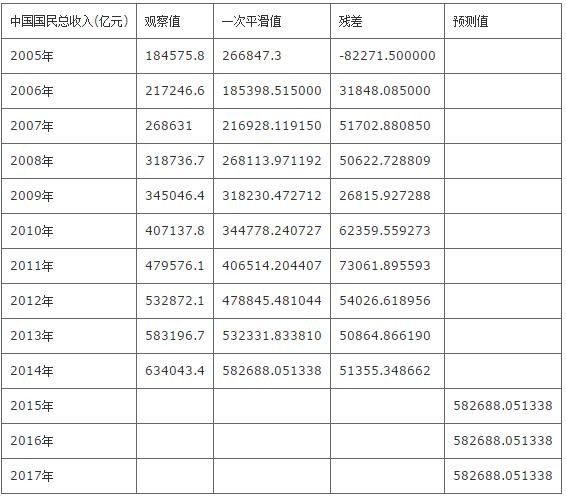 中国国民总收入(亿元) 观察值 一次平滑值 残差 预测值
2005年 184575.8 266847.3 -82271.500000
2006年 217246.6 185398.515000 31848.085000
2007年 268631 216928.119150 51702.880850
2008年 318736.7 268113.971192 50622.728809
2009年 345046.4 318230.472712 26815.927288
2010年 407137.8 344778.240727 62359.559273
2011年 479576.1 406514.204407 73061.895593
2012年 532872.1 478845.481044 54026.618956
2013年 583196.7 532331.833810 50864.866190
2014年 634043.4 582688.051338 51355.348662
2015年 582688.051338
2016年 582688.051338
2017年 582688.051338